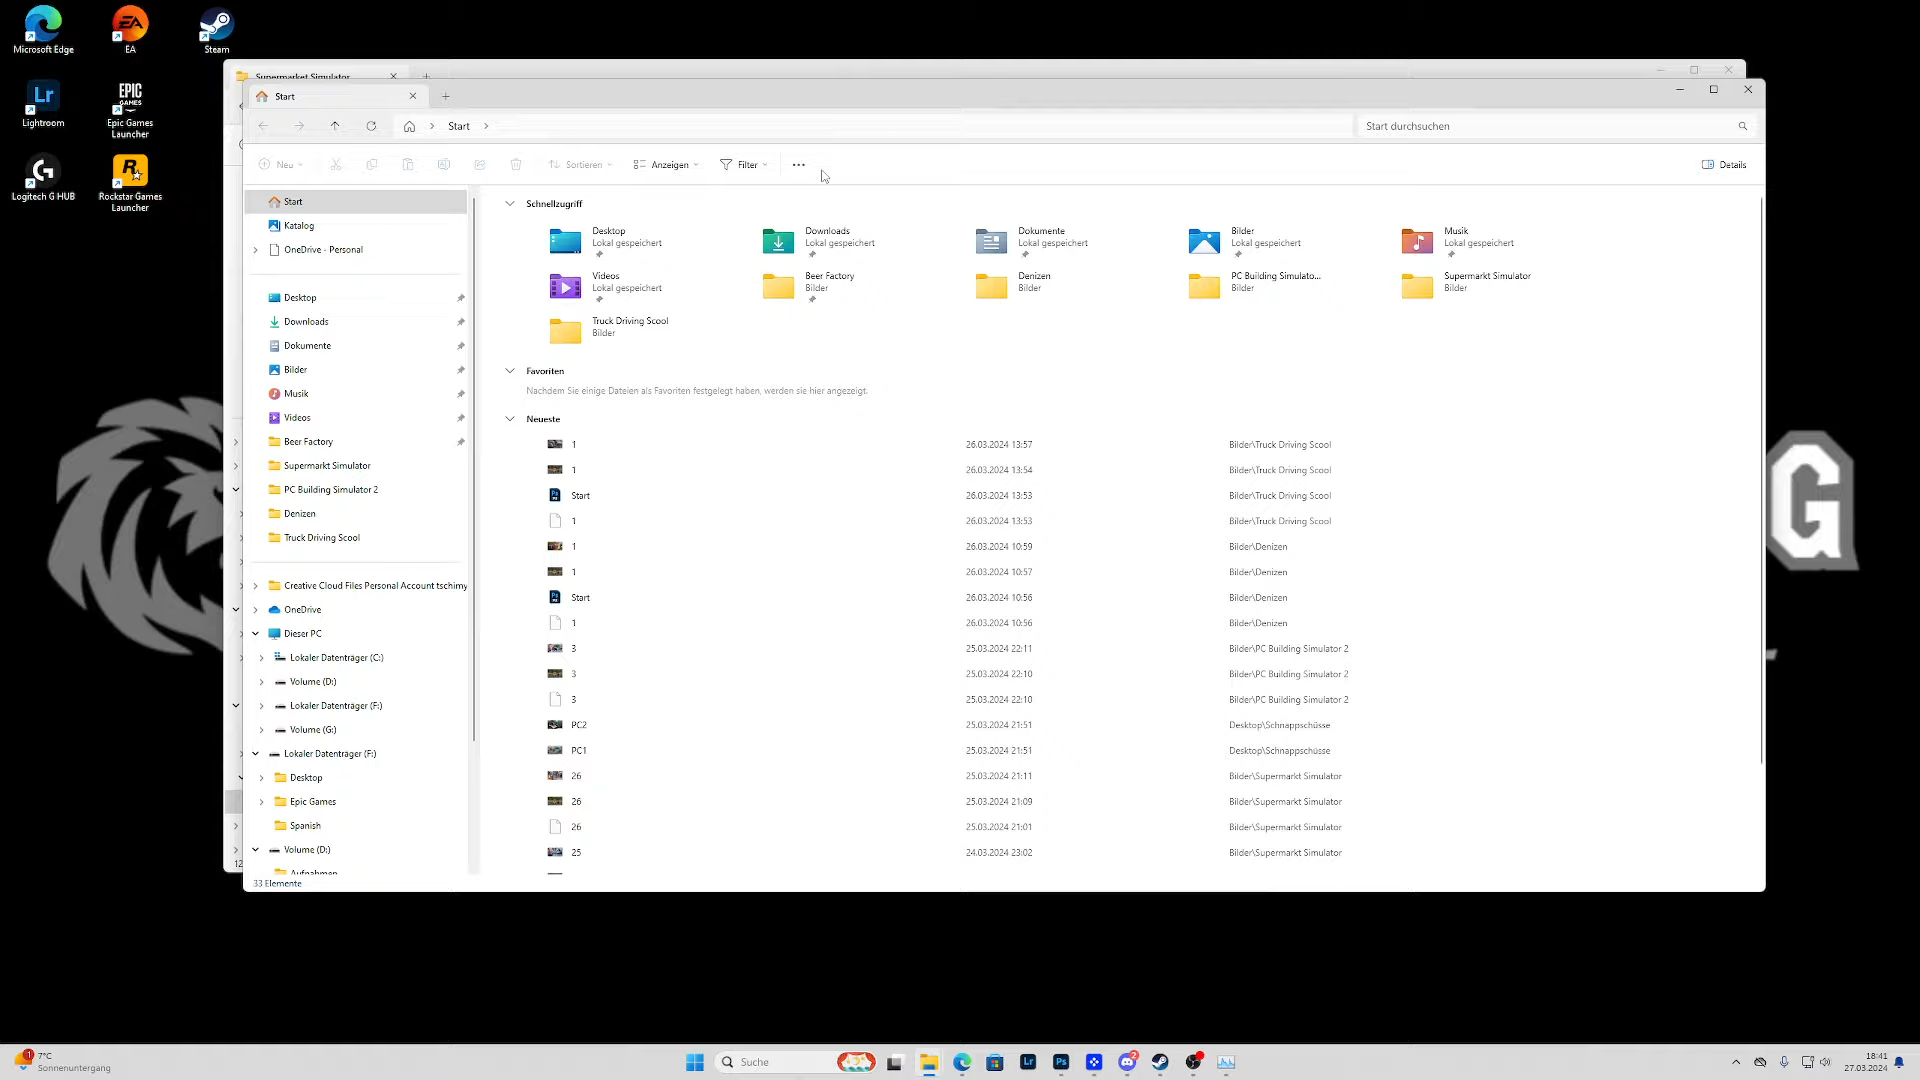 Microsoft Edge
EA
Steam
Lr
Lightroom
EPIC GAMES
Epic Games Launcher
Logitech G HUB
Rockstar Games Launcher
Supermarket Simulator
Start
Start
Start durchsuchen
Neu
Sortieren
Anzeigen
Filter
Details
Start
Katalog
OneDrive - Personal
Desktop
Downloads
Dokumente
Bilder
Musik
Videos
Beer Factory
Supermarkt Simulator
PC Building Simulator 2
Denizen
Truck Driving Scool
Creative Cloud Files Personal Account tschimy
OneDrive
Dieser PC
Lokaler Datenträger (C:)
Volume (D:)
Lokaler Datenträger (F:)
Volume (G:)
Lokaler Datenträger (F:)
Desktop
Epic Games
Spanish
Volume (D:)
Aufnahmen
33 Elemente
Schnellzugriff
Desktop
Lokal gespeichert
Downloads
Lokal gespeichert
Dokumente
Lokal gespeichert
Bilder
Lokal gespeichert
Musik
Lokal gespeichert
Videos
Lokal gespeichert
Beer Factory
Bilder
Denizen
Bilder
PC Building Simulato...
Bilder
Supermarkt Simulator
Bilder
Truck Driving Scool
Bilder
Favoriten
Nachdem Sie einige Dateien als Favoriten festgelegt haben, werden sie hier angezeigt.
Neueste
1 26.03.2024 13:57 Bilder\Truck Driving Scool
1 26.03.2024 13:54 Bilder\Truck Driving Scool
Start 26.03.2024 13:53 Bilder\Truck Driving Scool
1 26.03.2024 13:53 Bilder\Truck Driving Scool
1 26.03.2024 10:59 Bilder\Denizen
1 26.03.2024 10:57 Bilder\Denizen
Start 26.03.2024 10:56 Bilder\Denizen
1 26.03.2024 10:56 Bilder\Denizen
3 25.03.2024 22:11 Bilder\PC Building Simulator 2
3 25.03.2024 22:10 Bilder\PC Building Simulator 2
3 25.03.2024 22:10 Bilder\PC Building Simulator 2
PC2 25.03.2024 21:51 Desktop\Schnappschüsse
PC1 25.03.2024 21:51 Desktop\Schnappschüsse
26 25.03.2024 21:11 Bilder\Supermarkt Simulator
26 25.03.2024 21:09 Bilder\Supermarkt Simulator
26 25.03.2024 21:01 Bilder\Supermarkt Simulator
25 24.03.2024 23:02 Bilder\Supermarkt Simulator
12
G
1
7°C
Sonnenuntergang
Suche
Lr
Ps
2
18:41
27.03.2024